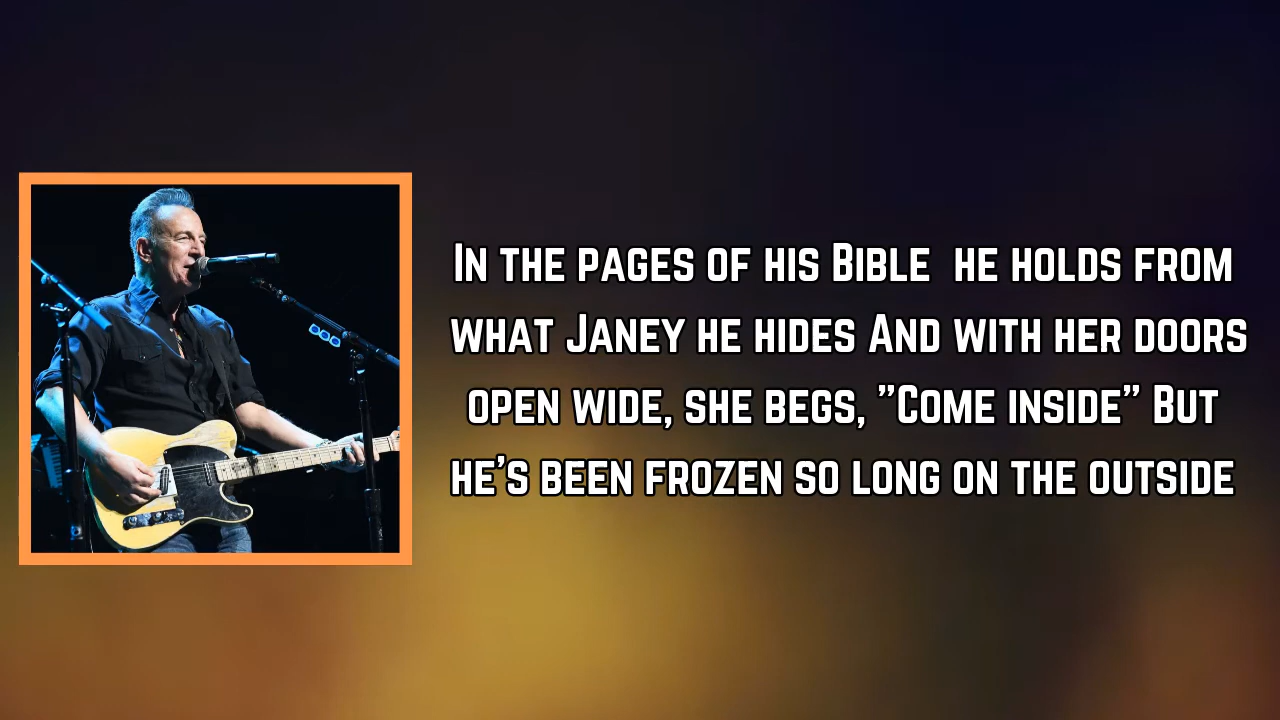 In the pages of his Bible  he holds from
what Janey he hides And with her doors
open wide, she begs, "Come inside" But
he's been frozen so long on the outside